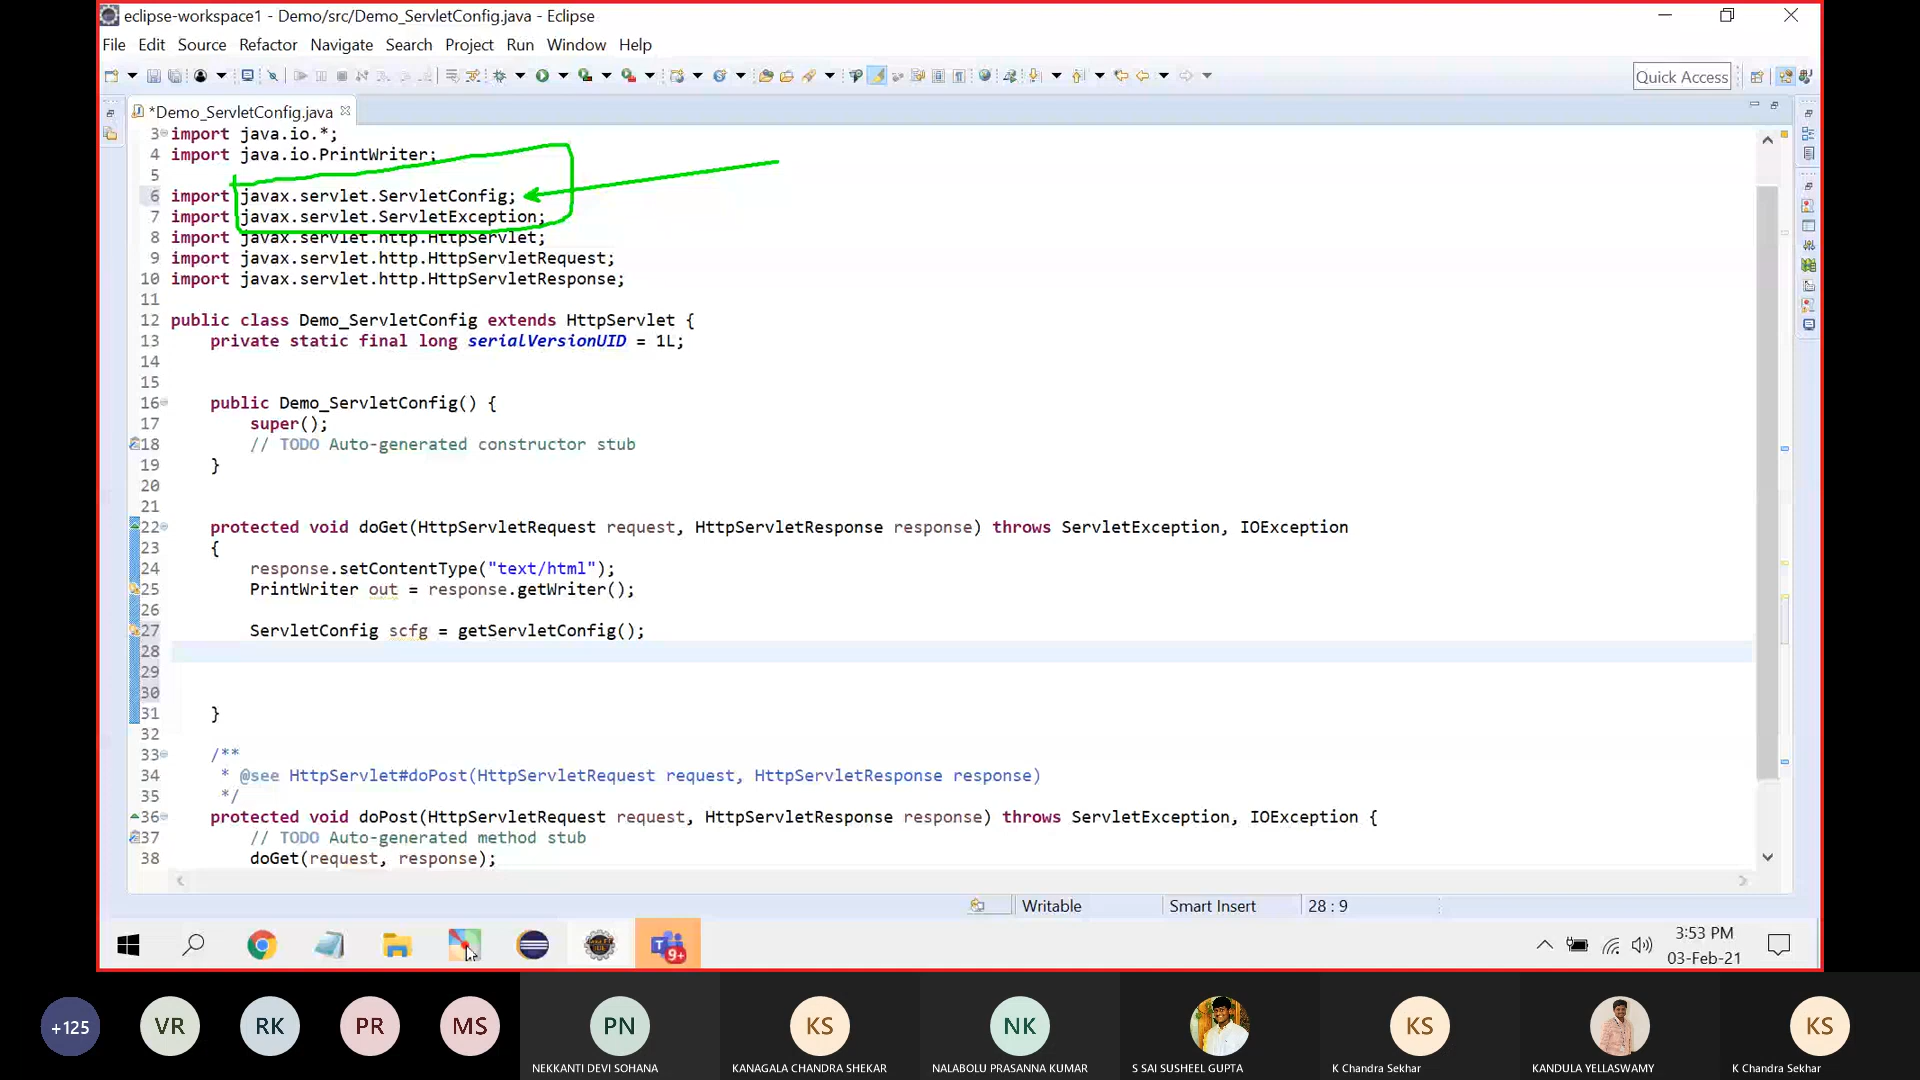 eclipse-workspace1 - Demo/src/Demo_ServletConfig.java - Eclipse
File Edit Source Refactor Navigate Search Project Run Window Help
Quick Access
*Demo_ServletConfig.java
3 import java.io.*;
4 import java.io.PrintWriter;
5
6 import javax.servlet.ServletConfig;
7 import javax.servlet.ServletException;
8 import javax.servlet.http.HttpServlet;
9 import javax.servlet.http.HttpServletRequest;
10 import javax.servlet.http.HttpServletResponse;
11
12 public class Demo_ServletConfig extends HttpServlet {
13 private static final long serialVersionUID = 1L;
14
15
16 public Demo_ServletConfig() {
17 super();
18 // TODO Auto-generated constructor stub
19 }
20
21
22 protected void doGet(HttpServletRequest request, HttpServletResponse response) throws ServletException, IOException
23 {
24 response.setContentType("text/html");
25 PrintWriter out = response.getWriter();
26
27 ServletConfig scfg = getServletConfig();
28
29
30
31 }
32
33 /**
34 * @see HttpServlet#doPost(HttpServletRequest request, HttpServletResponse response)
35 */
36 protected void doPost(HttpServletRequest request, HttpServletResponse response) throws ServletException, IOException {
37 // TODO Auto-generated method stub
38 doGet(request, response);
Writable Smart Insert 28 : 9
9+
3:53 PM
03-Feb-21
+125 VR RK PR MS PN KS NK KS KS
NEKKANTI DEVI SOHANA KANAGALA CHANDRA SHEKAR NALABOLU PRASANNA KUMAR S SAI SUSHEEL GUPTA K Chandra Sekhar KANDULA YELLASWAMY K Chandra Sekhar